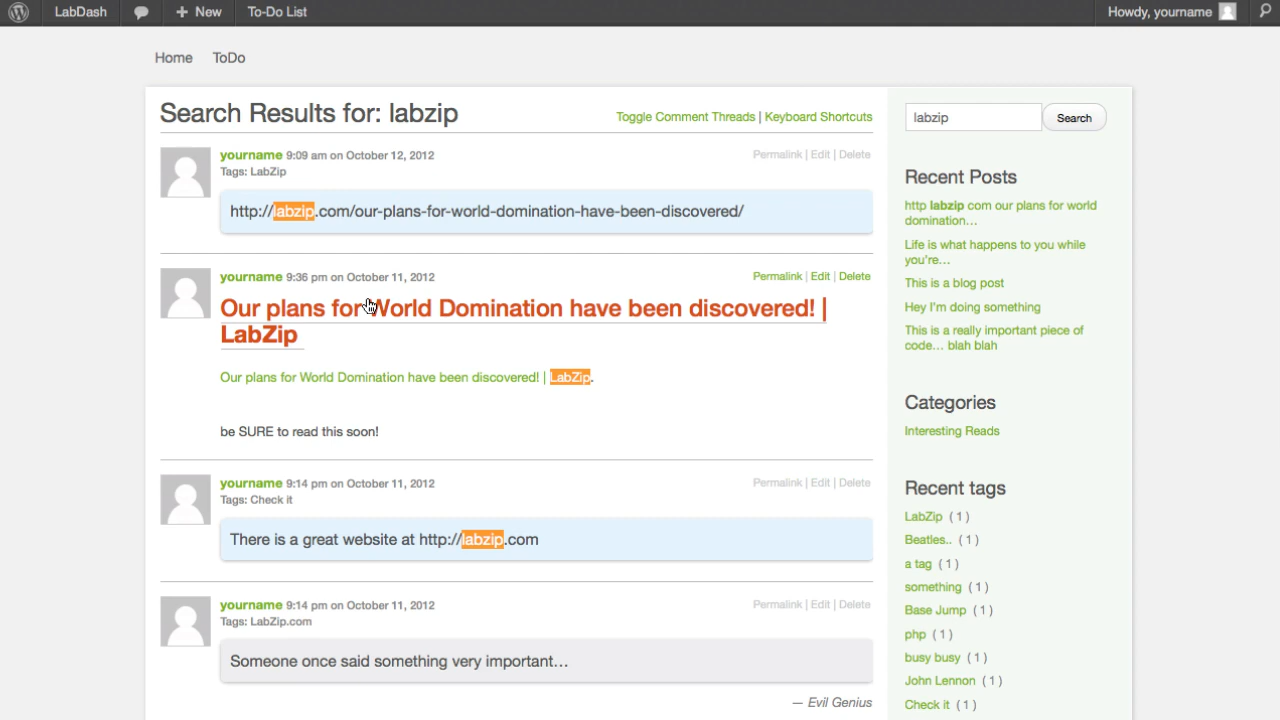 LabDash
New
To-Do List
Howdy, yourname
Home
ToDo
Search Results for: labzip
Toggle Comment Threads | Keyboard Shortcuts
yourname 9:09 am on October 12, 2012
Permalink | Edit | Delete
Tags: LabZip
http://labzip.com/our-plans-for-world-domination-have-been-discovered/
yourname 9:36 pm on October 11, 2012
Permalink | Edit | Delete
Our plans for World Domination have been discovered! |
LabZip
Our plans for World Domination have been discovered! | LabZip.
be SURE to read this soon!
yourname 9:14 pm on October 11, 2012
Permalink | Edit | Delete
Tags: Check it
There is a great website at http://labzip.com
yourname 9:14 pm on October 11, 2012
Permalink | Edit | Delete
Tags: LabZip.com
Someone once said something very important…
— Evil Genius
labzip
Search
Recent Posts
http labzip com our plans for world
domination…
Life is what happens to you while
you're…
This is a blog post
Hey I'm doing something
This is a really important piece of
code… blah blah
Categories
Interesting Reads
Recent tags
LabZip ( 1 )
Beatles.. ( 1 )
a tag ( 1 )
something ( 1 )
Base Jump ( 1 )
php ( 1 )
busy busy ( 1 )
John Lennon ( 1 )
Check it ( 1 )